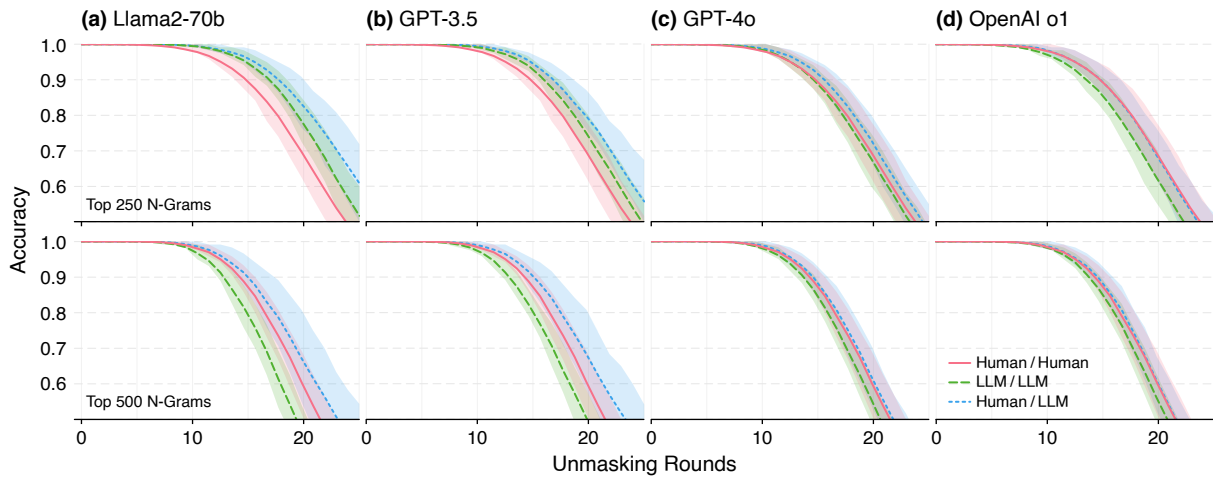 (a) Llama2-70b
(b) GPT-3.5
(c) GPT-4o
(d) OpenAI o1
1.0
0.9
0.8
0.7
0.6
Top 250 N-Grams
Accuracy
1.0
0.9
0.8
0.7
0.6
Top 500 N-Grams
Human / Human
LLM / LLM
Human / LLM
0 10 20 0 10 20 0 10 20 0 10 20
Unmasking Rounds